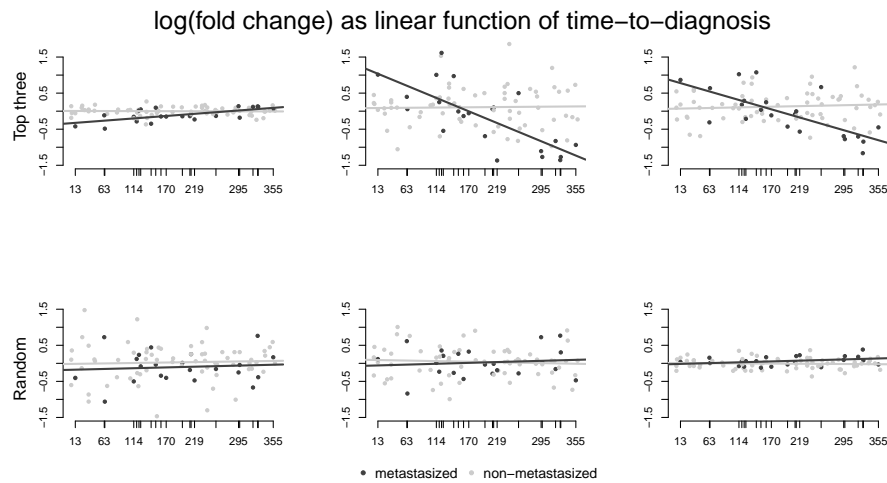 log(fold change) as linear function of time−to−diagnosis
Top three
1.5
0.5
−0.5
−1.5
13 63 114 170 219 295 355
1.5
0.5
−0.5
−1.5
13 63 114 170 219 295 355
1.5
0.5
−0.5
−1.5
13 63 114 170 219 295 355
Random
1.5
0.5
−0.5
−1.5
13 63 114 170 219 295 355
1.5
0.5
−0.5
−1.5
13 63 114 170 219 295 355
1.5
0.5
−0.5
−1.5
13 63 114 170 219 295 355
metastasized non−metastasized